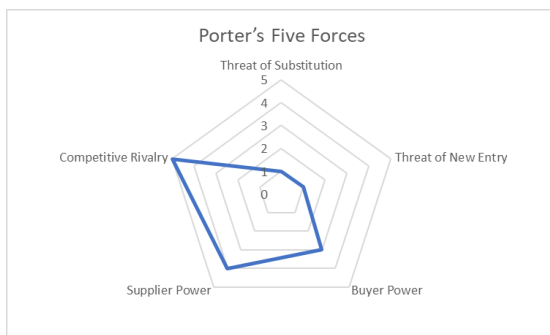 Porter’s Five Forces
Threat of Substitution
5
4
3
2
1
0
Competitive Rivalry
Threat of New Entry
Supplier Power
Buyer Power